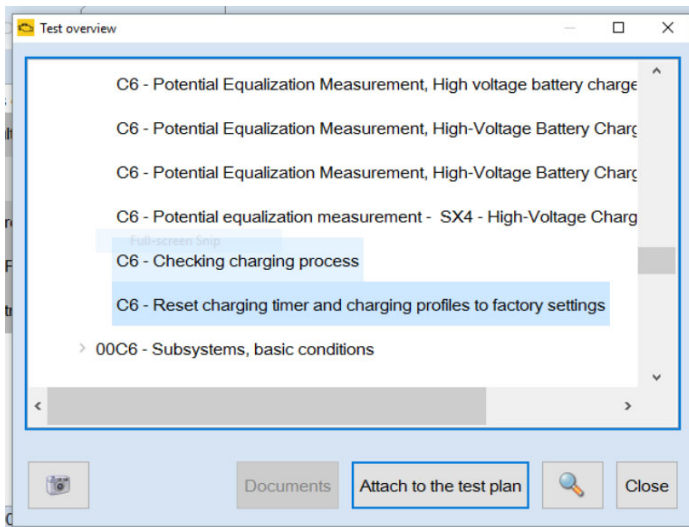 Test overview
C6 - Potential Equalization Measurement, High voltage battery charge
C6 - Potential Equalization Measurement, High-Voltage Battery Charg
C6 - Potential Equalization Measurement, High-Voltage Battery Charg
C6 - Potential equalization measurement - SX4 - High-Voltage Charg
Full-screen Snip
C6 - Checking charging process
C6 - Reset charging timer and charging profiles to factory settings
00C6 - Subsystems, basic conditions
Documents
Attach to the test plan
Close